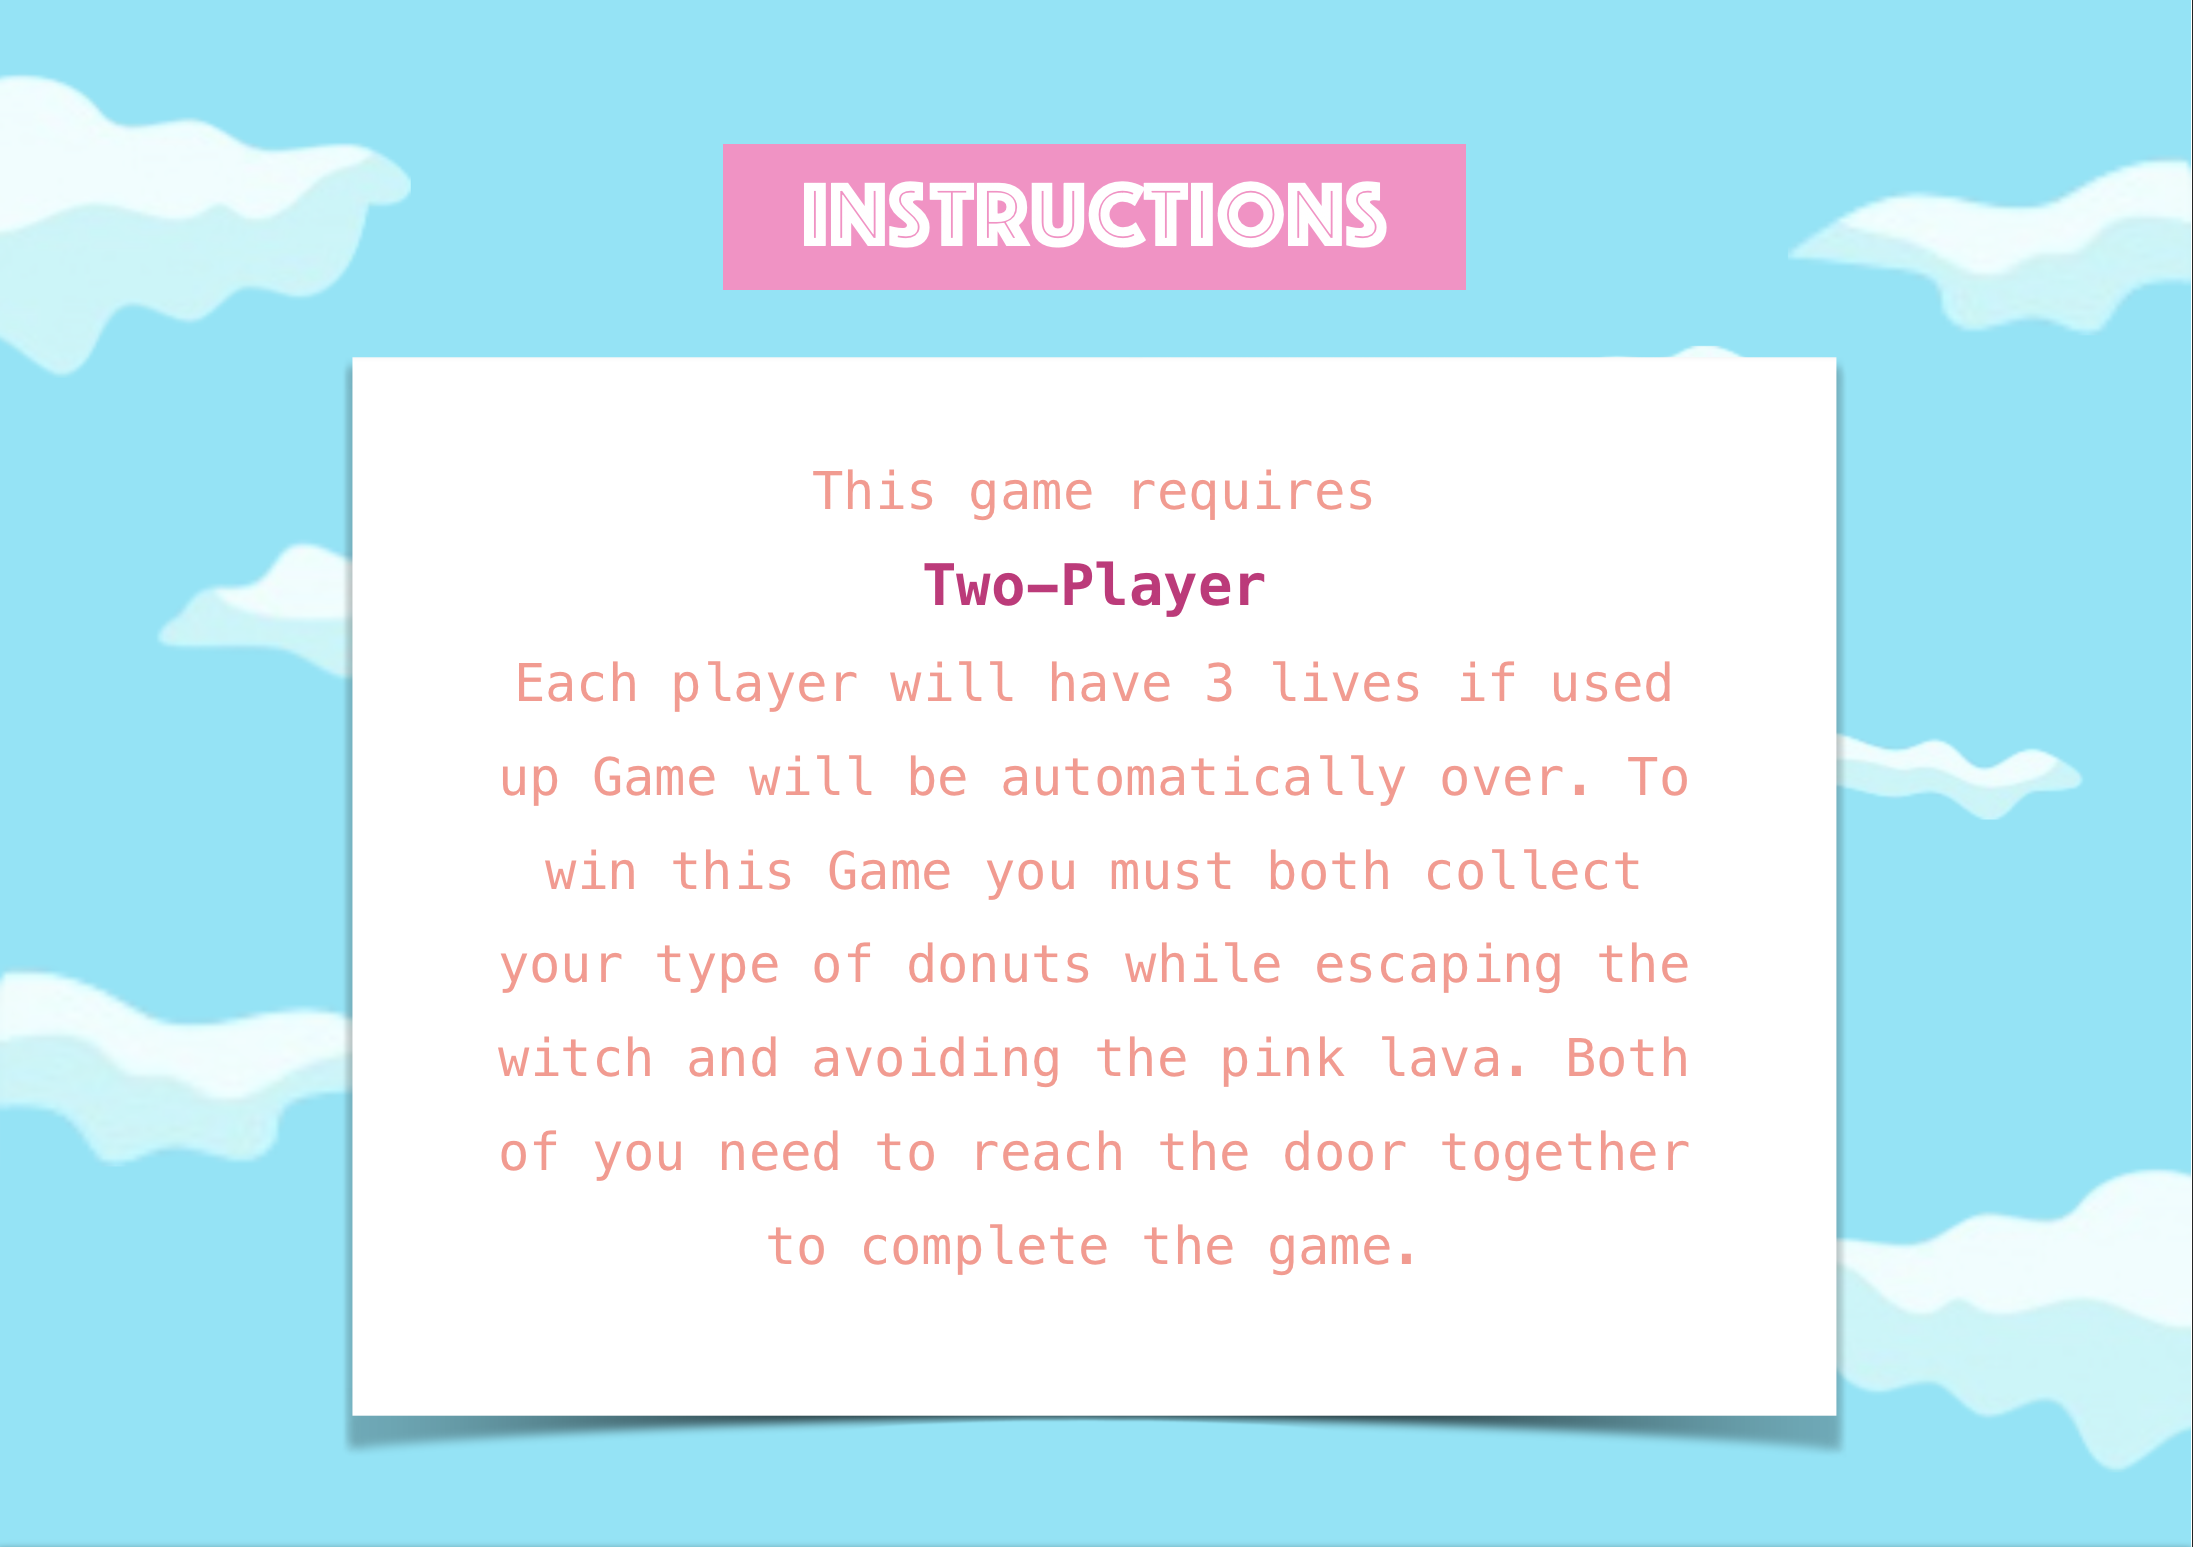 INSTRUCTIONS
This game requires
Two-Player
Each player will have 3 lives if used
up Game will be automatically over. To
win this Game you must both collect
your type of donuts while escaping the
witch and avoiding the pink lava. Both
of you need to reach the door together
to complete the game.